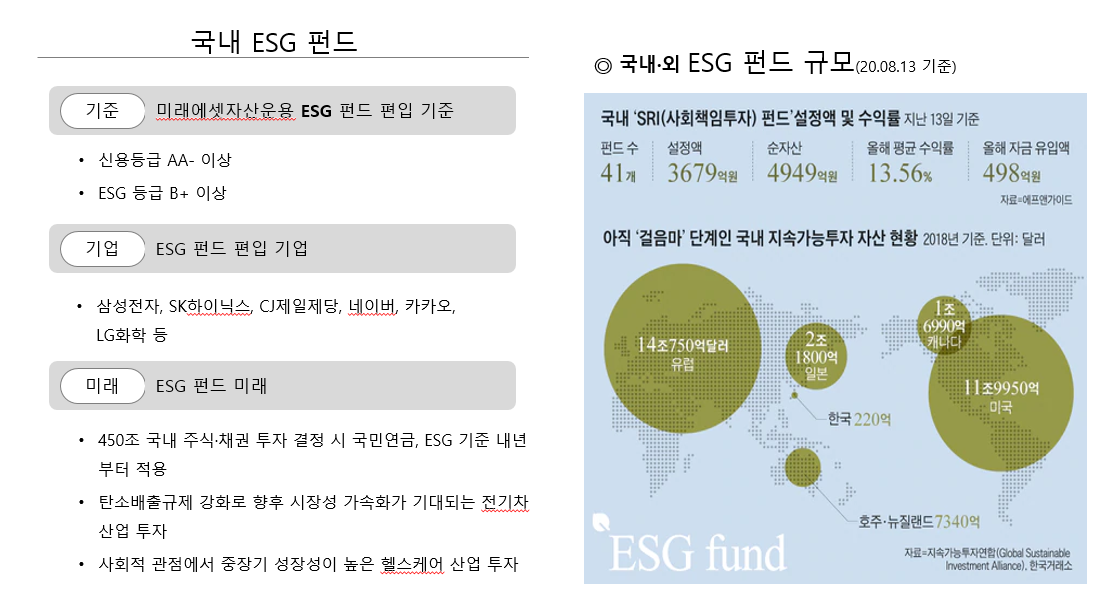 국내 ESG 펀드
기준 미래에셋자산운용 ESG 펀드 편입 기준
• 신용등급 AA- 이상
• ESG 등급 B+ 이상
기업 ESG 펀드 편입 기업
• 삼성전자, SK하이닉스, CJ제일제당, 네이버, 카카오,
LG화학 등
미래 ESG 펀드 미래
• 450조 국내 주식·채권 투자 결정 시 국민연금, ESG 기준 내년
부터 적용
• 탄소배출규제 강화로 향후 시장성 가속화가 기대되는 전기차
산업 투자
• 사회적 관점에서 중장기 성장성이 높은 헬스케어 산업 투자
◎ 국내·외 ESG 펀드 규모(20.08.13 기준)
국내 'SRI(사회책임투자) 펀드'설정액 및 수익률 지난 13일 기준
펀드 수 설정액 순자산 올해 평균 수익률 올해 자금 유입액
41개 3679억원 4949억원 13.56% 498억원
자료=에프앤가이드
아직 '걸음마' 단계인 국내 지속가능투자 자산 현황 2018년 기준. 단위: 달러
14조750억달러
유럽
2조
1800억
일본
한국 220억
1조
6990억
캐나다
11조9950억
미국
호주·뉴질랜드 7340억
ESG fund
자료=지속가능투자연합(Global Sustainable
Investment Alliance), 한국거래소